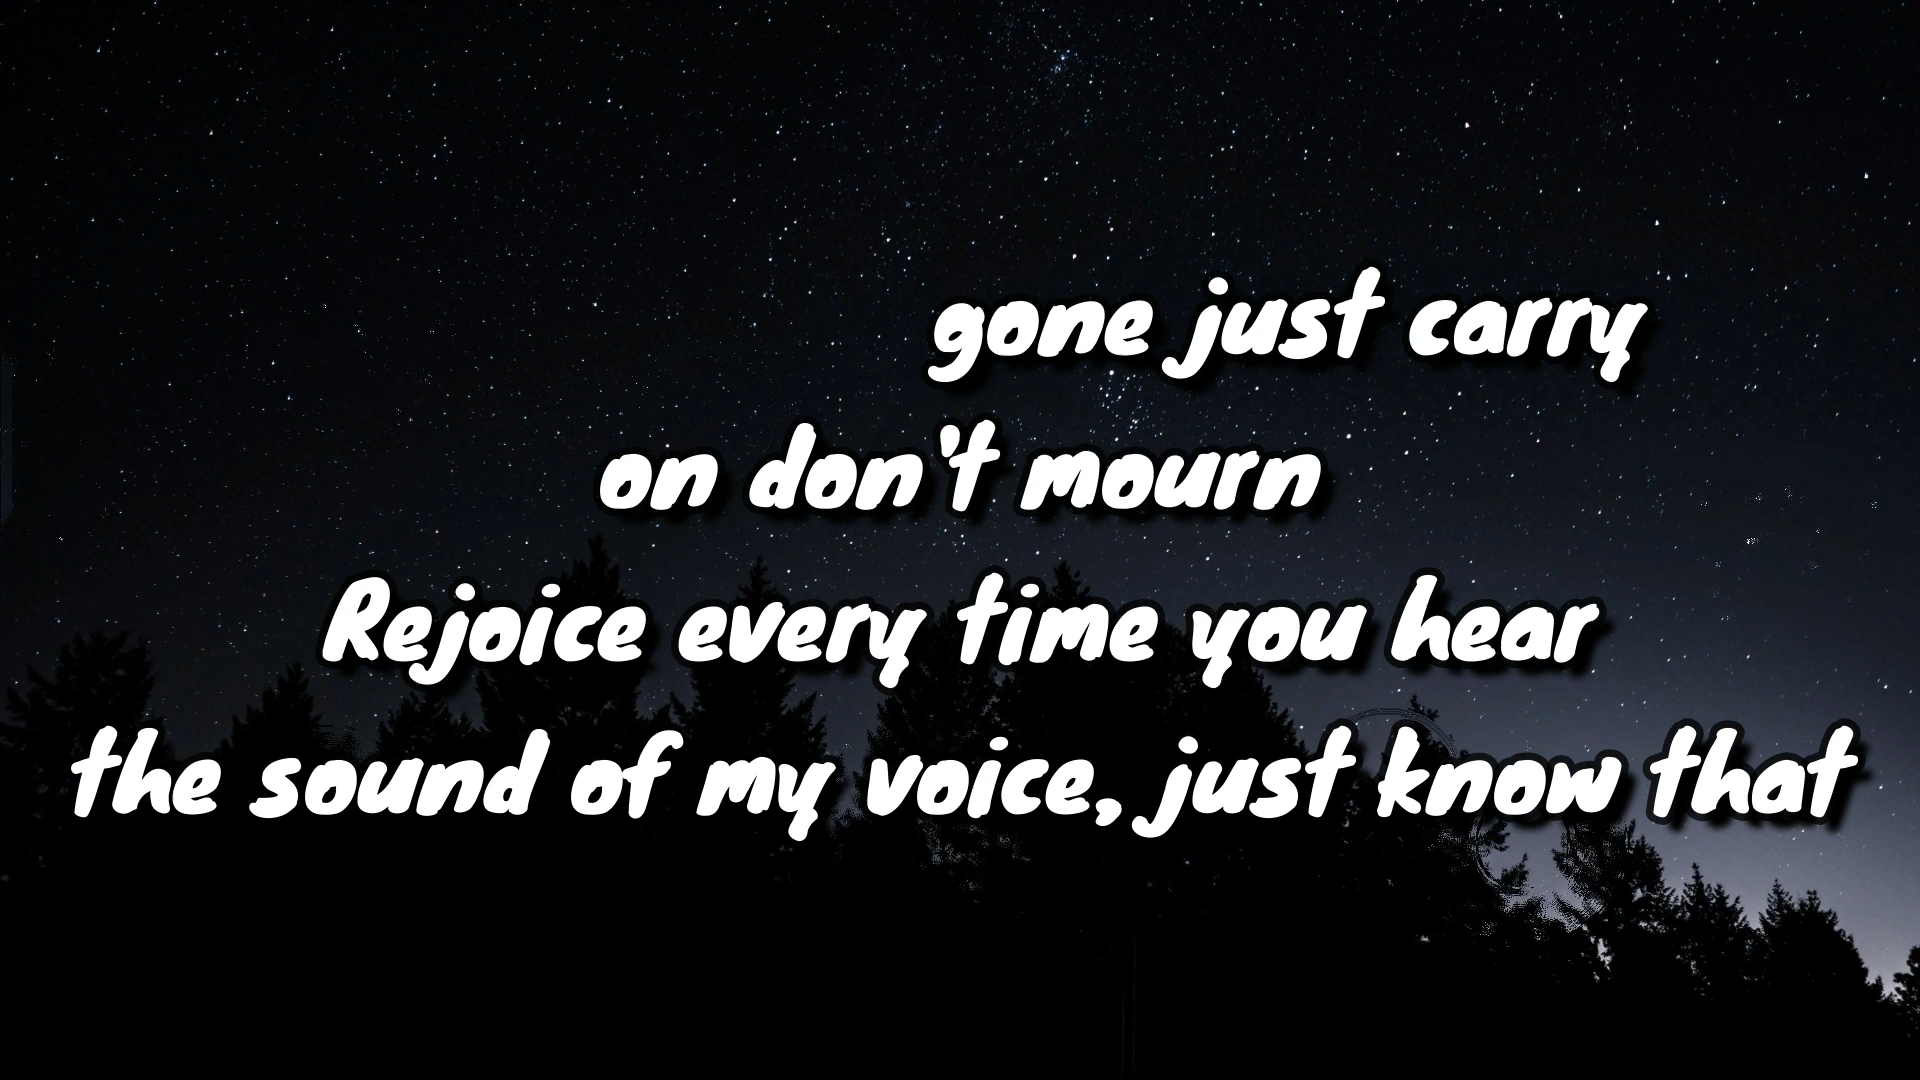 gone just carry
on don't mourn
Rejoice every time you hear
the sound of my voice, just know that